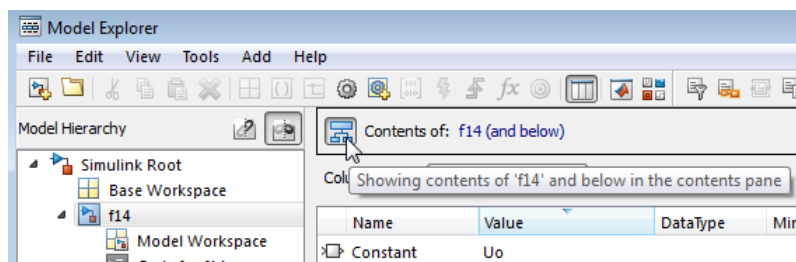 Model Explorer
File Edit View Tools Add Help
fx
Model Hierarchy
Contents of: f14 (and below)
Simulink Root
Showing contents of 'f14' and below in the contents pane
Base Workspace
f14
Name Value DataType
Model Workspace
Constant Uo